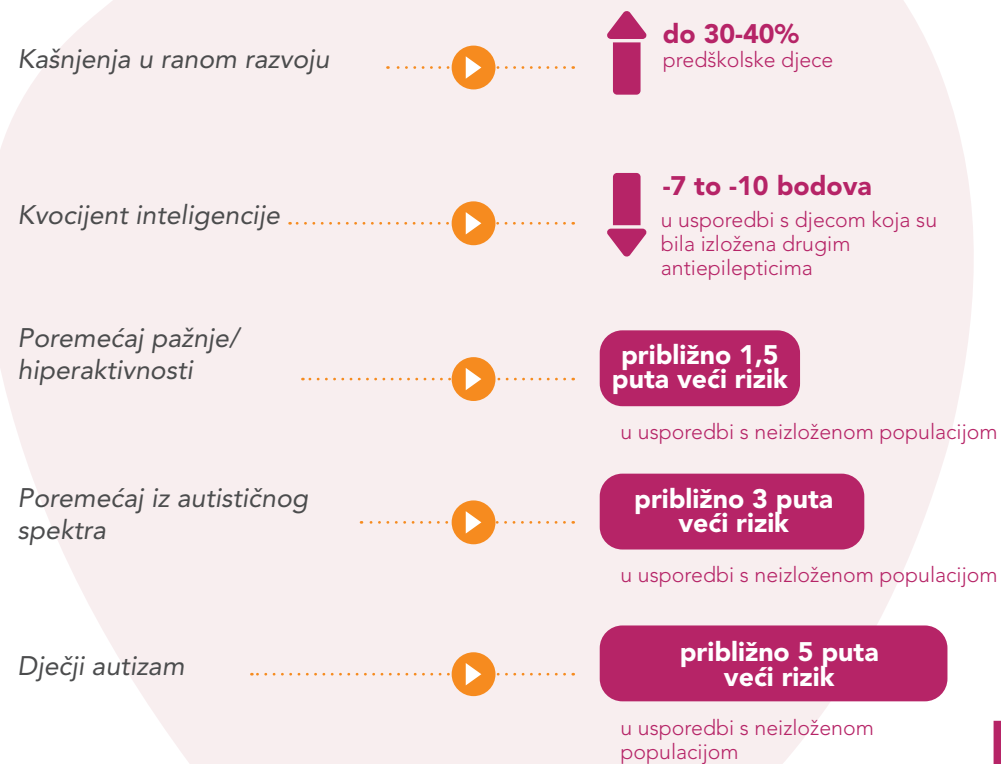 Kašnjenja u ranom razvoju
do 30-40%
predškolske djece
Kvocijent inteligencije
-7 to -10 bodova
u usporedbi s djecom koja su
bila izložena drugim
antiepilepticima
Poremećaj pažnje/
hiperaktivnosti
približno 1,5
puta veći rizik
u usporedbi s neizloženom populacijom
Poremećaj iz autističnog
spektra
približno 3 puta
veći rizik
u usporedbi s neizloženom populacijom
Dječji autizam
približno 5 puta
veći rizik
u usporedbi s neizloženom
populacijom